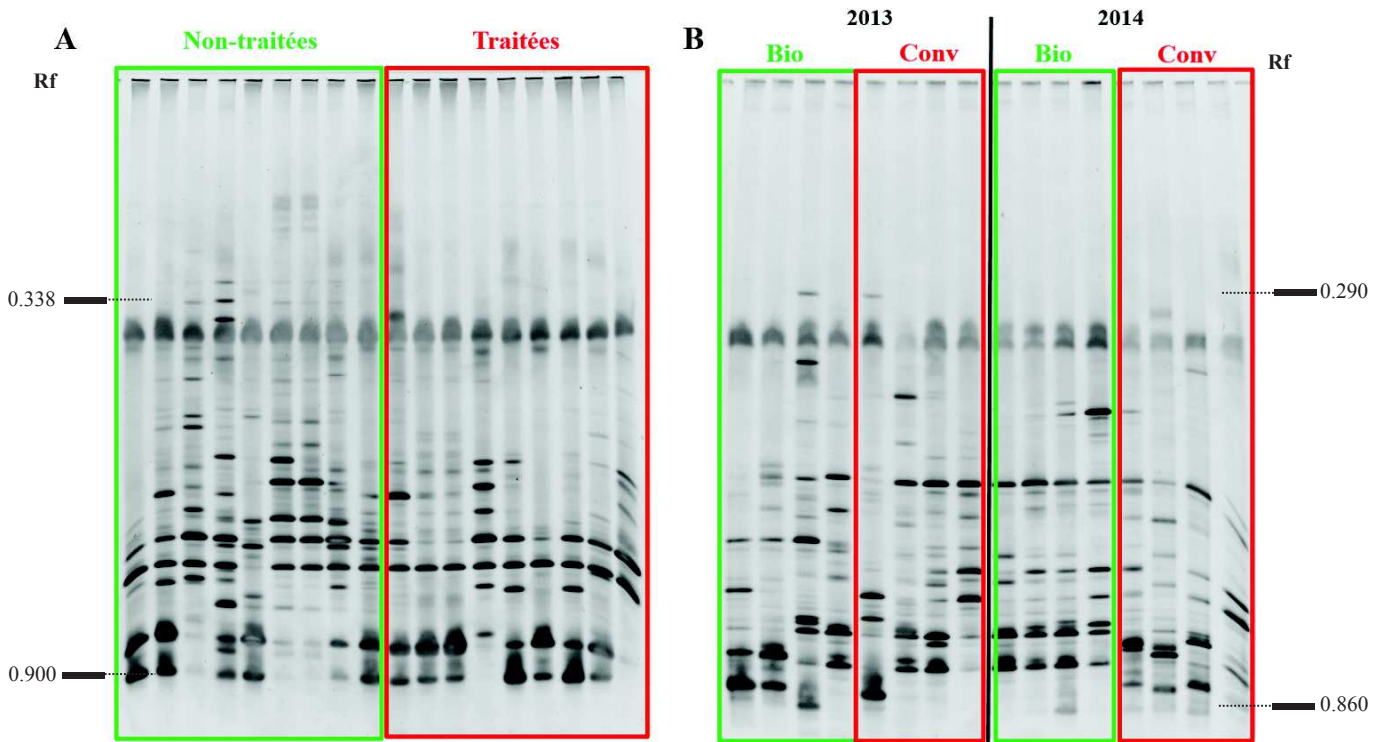 A
Non-traitées
Traitées
Rf
0.338
0.900
B
2013
2014
Bio
Conv
Bio
Conv
Rf
0.290
0.860